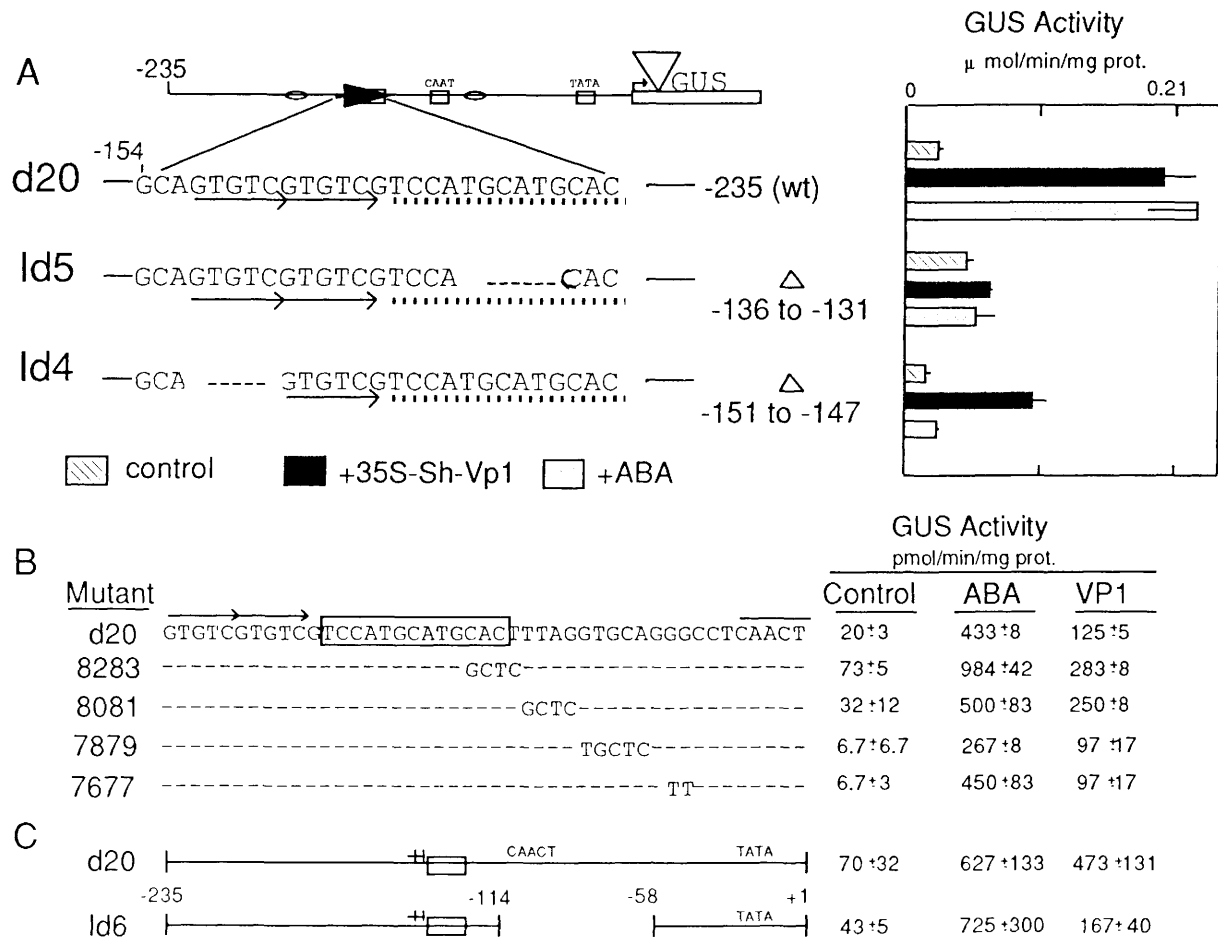 A
GUS Activity
μ mol/min/mg prot.
0 0.21
-235
CAAT
TATA
GUS
-154
d20 GCAGTGTCGTGTCGTCCATGCATGCAC -235 (wt)
ld5 GCAGTGTCGTGTCGTCCA ------CAC Δ
-136 to -131
ld4 GCA ----- GTGTCGTCCATGCATGCAC Δ
-151 to -147
control +35S-Sh-Vp1 +ABA
B
GUS Activity
pmol/min/mg prot.
Mutant Control ABA VP1
d20 GTGTCGTGTCGTCCATGCATGCACTTTAGGTGCAGGGCCTCAACT 20±3 433±8 125±5
8283 GCTC 73±5 984±42 283±8
8081 GCTC 32±12 500±83 250±8
7879 TGCTC 6.7±6.7 267±8 97±17
7677 TT 6.7±3 450±83 97±17
C
d20 CAACT TATA 70±32 627±133 473±131
-235 -114 -58 +1
ld6 TATA 43±5 725±300 167±40